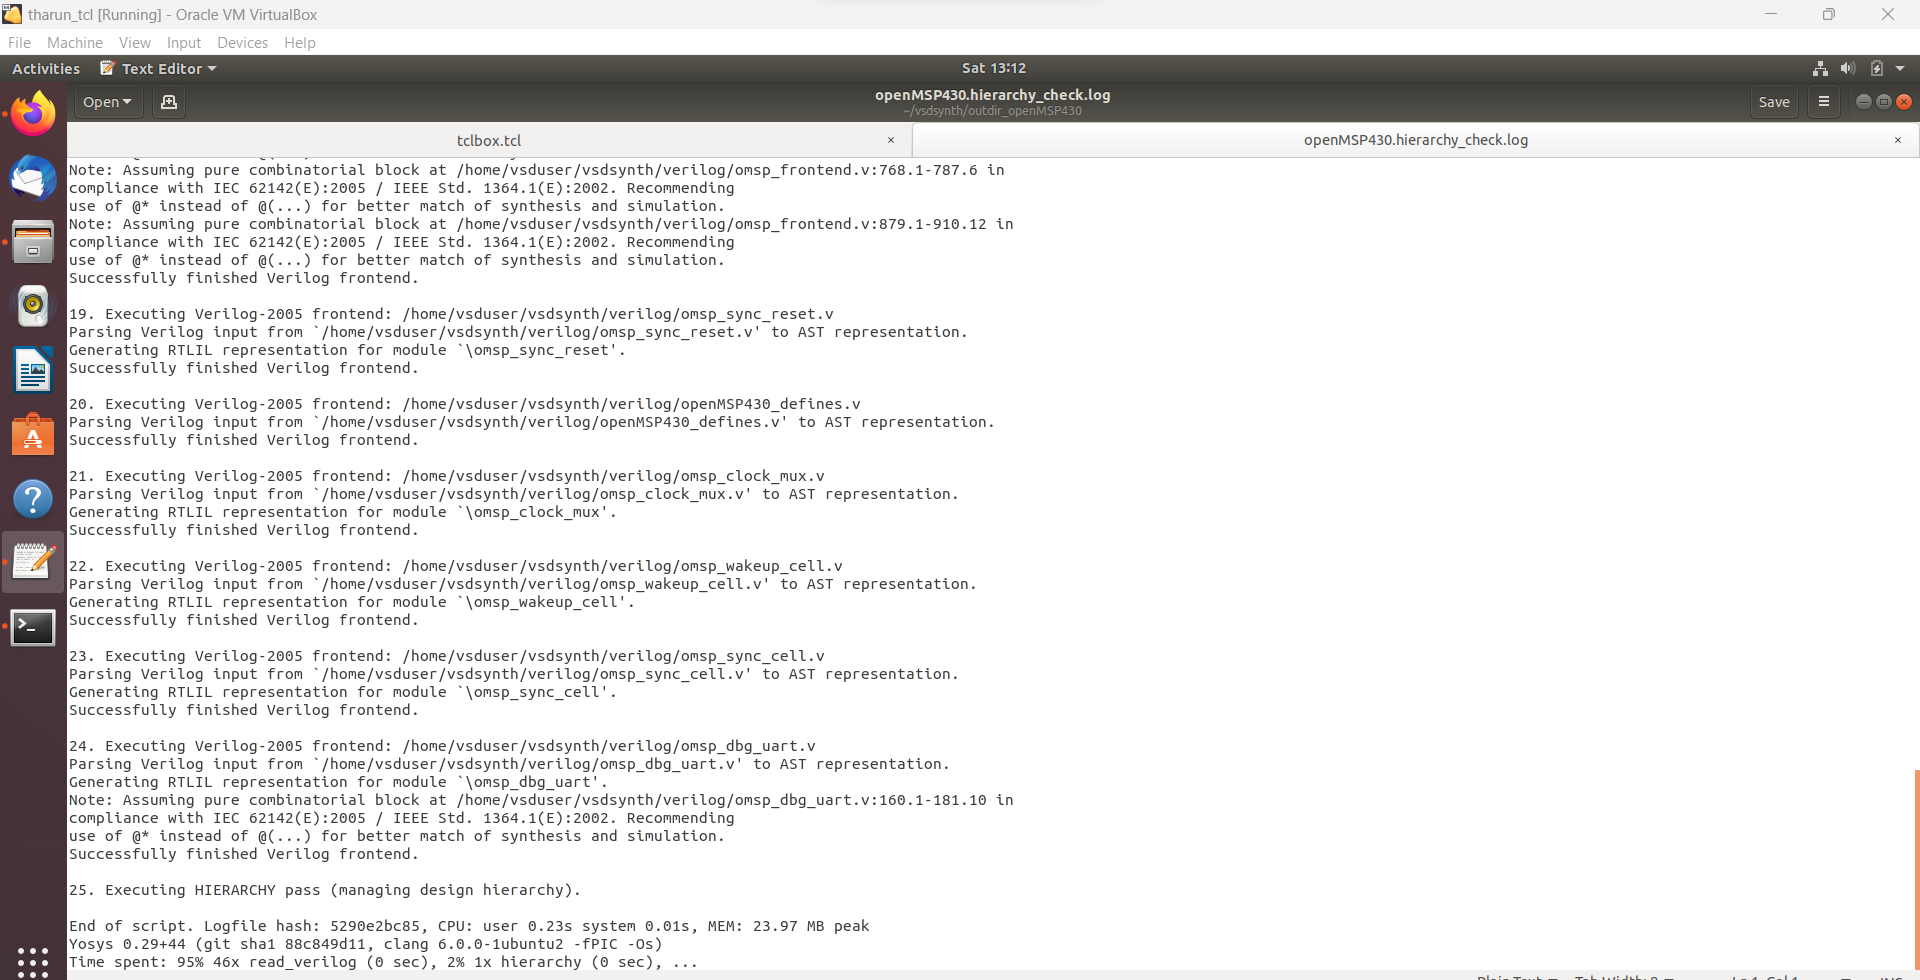 tharun_tcl [Running] - Oracle VM VirtualBox
File Machine View Input Devices Help
Activities Text Editor Sat 13:12
Open openMSP430.hierarchy_check.log Save
~/vsdsynth/outdir_openMSP430
tclbox.tcl × openMSP430.hierarchy_check.log ×
Note: Assuming pure combinatorial block at /home/vsduser/vsdsynth/verilog/omsp_frontend.v:768.1-787.6 in
compliance with IEC 62142(E):2005 / IEEE Std. 1364.1(E):2002. Recommending
use of @* instead of @(...) for better match of synthesis and simulation.
Note: Assuming pure combinatorial block at /home/vsduser/vsdsynth/verilog/omsp_frontend.v:879.1-910.12 in
compliance with IEC 62142(E):2005 / IEEE Std. 1364.1(E):2002. Recommending
use of @* instead of @(...) for better match of synthesis and simulation.
Successfully finished Verilog frontend.
19. Executing Verilog-2005 frontend: /home/vsduser/vsdsynth/verilog/omsp_sync_reset.v
Parsing Verilog input from `/home/vsduser/vsdsynth/verilog/omsp_sync_reset.v' to AST representation.
Generating RTLIL representation for module `\omsp_sync_reset'.
Successfully finished Verilog frontend.
20. Executing Verilog-2005 frontend: /home/vsduser/vsdsynth/verilog/openMSP430_defines.v
Parsing Verilog input from `/home/vsduser/vsdsynth/verilog/openMSP430_defines.v' to AST representation.
Successfully finished Verilog frontend.
21. Executing Verilog-2005 frontend: /home/vsduser/vsdsynth/verilog/omsp_clock_mux.v
Parsing Verilog input from `/home/vsduser/vsdsynth/verilog/omsp_clock_mux.v' to AST representation.
Generating RTLIL representation for module `\omsp_clock_mux'.
Successfully finished Verilog frontend.
22. Executing Verilog-2005 frontend: /home/vsduser/vsdsynth/verilog/omsp_wakeup_cell.v
Parsing Verilog input from `/home/vsduser/vsdsynth/verilog/omsp_wakeup_cell.v' to AST representation.
Generating RTLIL representation for module `\omsp_wakeup_cell'.
Successfully finished Verilog frontend.
23. Executing Verilog-2005 frontend: /home/vsduser/vsdsynth/verilog/omsp_sync_cell.v
Parsing Verilog input from `/home/vsduser/vsdsynth/verilog/omsp_sync_cell.v' to AST representation.
Generating RTLIL representation for module `\omsp_sync_cell'.
Successfully finished Verilog frontend.
24. Executing Verilog-2005 frontend: /home/vsduser/vsdsynth/verilog/omsp_dbg_uart.v
Parsing Verilog input from `/home/vsduser/vsdsynth/verilog/omsp_dbg_uart.v' to AST representation.
Generating RTLIL representation for module `\omsp_dbg_uart'.
Note: Assuming pure combinatorial block at /home/vsduser/vsdsynth/verilog/omsp_dbg_uart.v:160.1-181.10 in
compliance with IEC 62142(E):2005 / IEEE Std. 1364.1(E):2002. Recommending
use of @* instead of @(...) for better match of synthesis and simulation.
Successfully finished Verilog frontend.
25. Executing HIERARCHY pass (managing design hierarchy).
End of script. Logfile hash: 5290e2bc85, CPU: user 0.23s system 0.01s, MEM: 23.97 MB peak
Yosys 0.29+44 (git sha1 88c849d11, clang 6.0.0-1ubuntu2 -fPIC -Os)
Time spent: 95% 46x read_verilog (0 sec), 2% 1x hierarchy (0 sec), ...